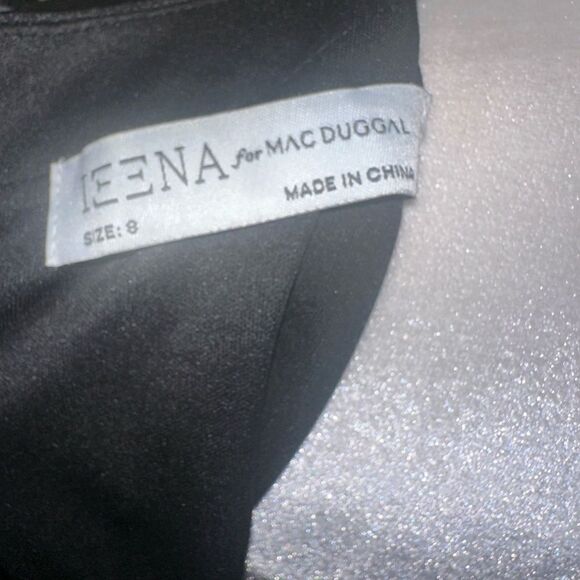 IEENA for MAC DUGGAL
MADE IN CHINA
SIZE: 8